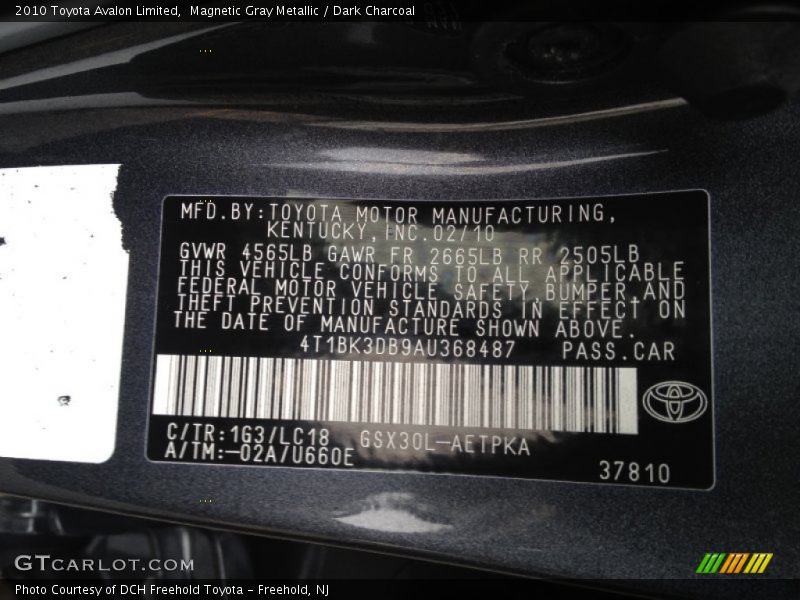 2010 Toyota Avalon Limited,  Magnetic Gray Metallic / Dark Charcoal
MFD.BY:TOYOTA MOTOR MANUFACTURING,
KENTUCKY,INC.02/10
GVWR 4565LB GAWR FR 2665LB RR 2505LB
THIS VEHICLE CONFORMS TO ALL APPLICABLE
FEDERAL MOTOR VEHICLE SAFETY,BUMPER,AND
THEFT PREVENTION STANDARDS IN EFFECT ON
THE DATE OF MANUFACTURE SHOWN ABOVE.
4T1BK3DB9AU368487 PASS.CAR
C/TR:1G3/LC18 GSX30L-AETPKA
A/TM:-02A/U660E
37810
GTCARLOT.COM
Photo Courtesy of DCH Freehold Toyota - Freehold, NJ